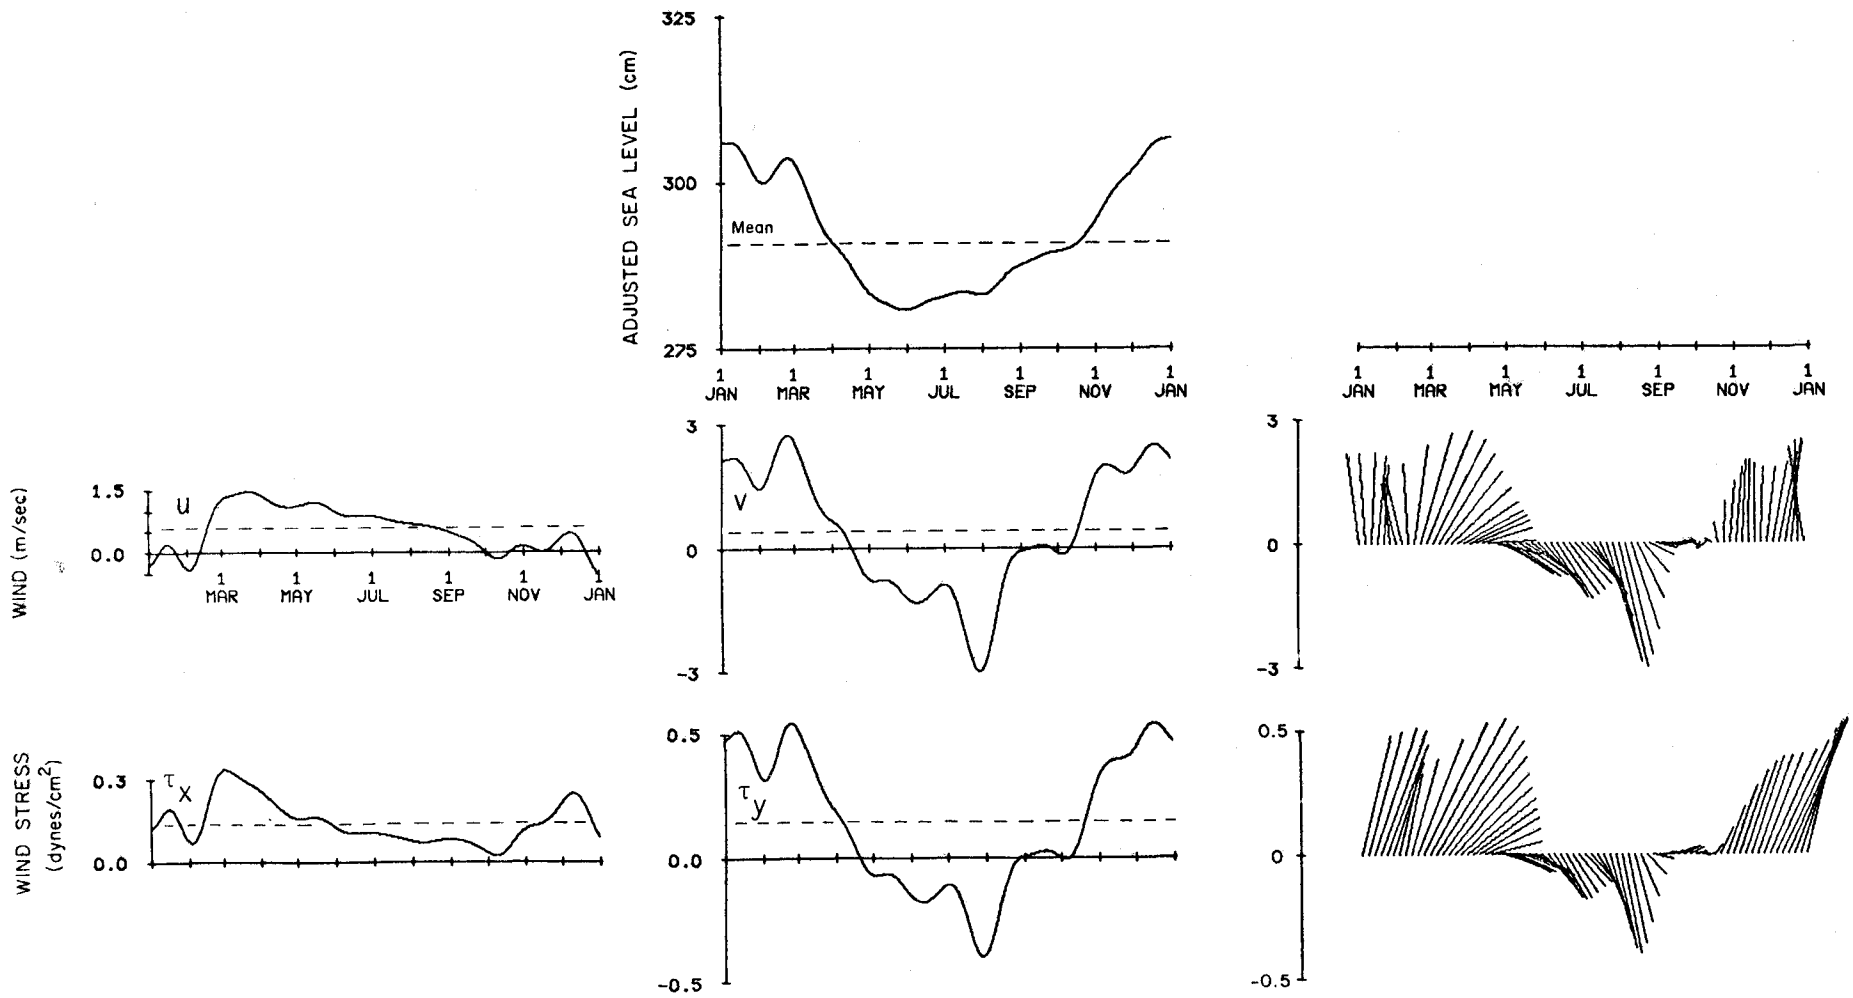 325
ADJUSTED SEA LEVEL (cm)
300
Mean
275
1 1 1 1 1 1 1
JAN MAR MAY JUL SEP NOV JAN
1 1 1 1 1 1 1
JAN MAR MAY JUL SEP NOV JAN
WIND (m/sec)
1.5
u
0.0
1 1 1 1 1 1
MAR MAY JUL SEP NOV JAN
3
v
0
-3
3
0
-3
WIND STRESS
(dynes/cm²)
0.3
τx
0.0
0.5
τy
0.0
-0.5
0.5
0
-0.5